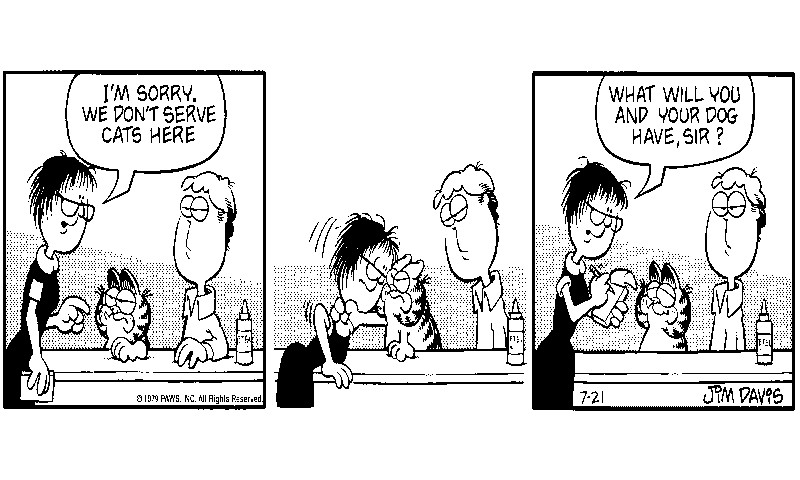 I'M SORRY.
WE DON'T SERVE
CATS HERE
© 1979 PAWS, INC. All Rights Reserved.
WHAT WILL YOU
AND YOUR DOG
HAVE, SIR?
7-21
JIM DAVIS